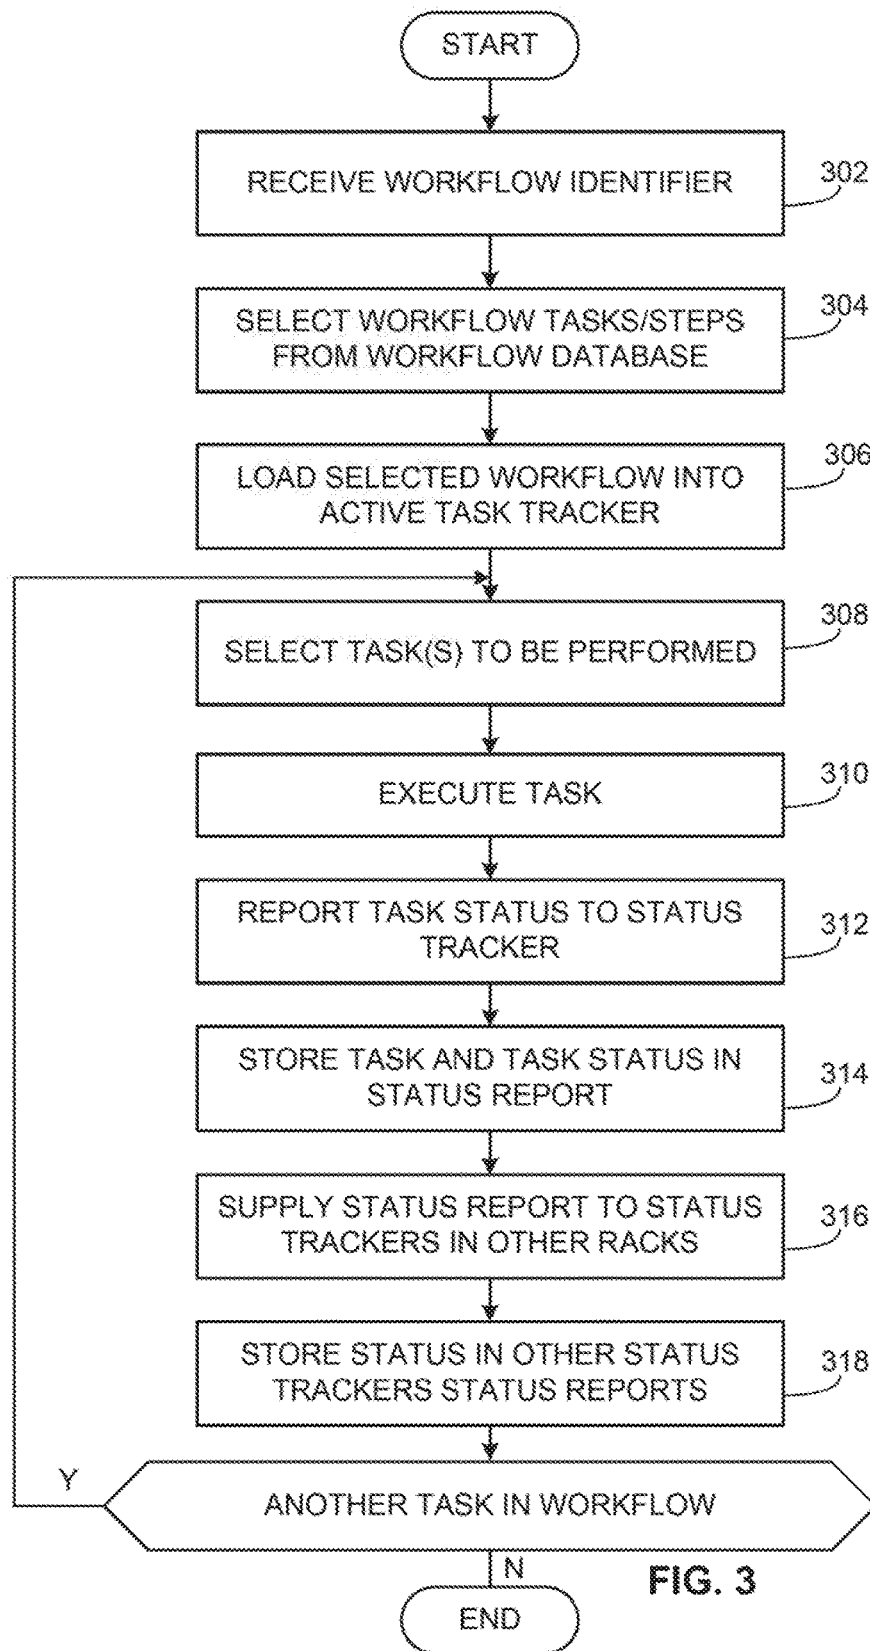 START
RECEIVE WORKFLOW IDENTIFIER
302
SELECT WORKFLOW TASKS/STEPS
FROM WORKFLOW DATABASE
304
LOAD SELECTED WORKFLOW INTO
ACTIVE TASK TRACKER
306
SELECT TASK(S) TO BE PERFORMED
308
EXECUTE TASK
310
REPORT TASK STATUS TO STATUS
TRACKER
312
STORE TASK AND TASK STATUS IN
STATUS REPORT
314
SUPPLY STATUS REPORT TO STATUS
TRACKERS IN OTHER RACKS
316
STORE STATUS IN OTHER STATUS
TRACKERS STATUS REPORTS
318
Y
ANOTHER TASK IN WORKFLOW
N
FIG. 3
END